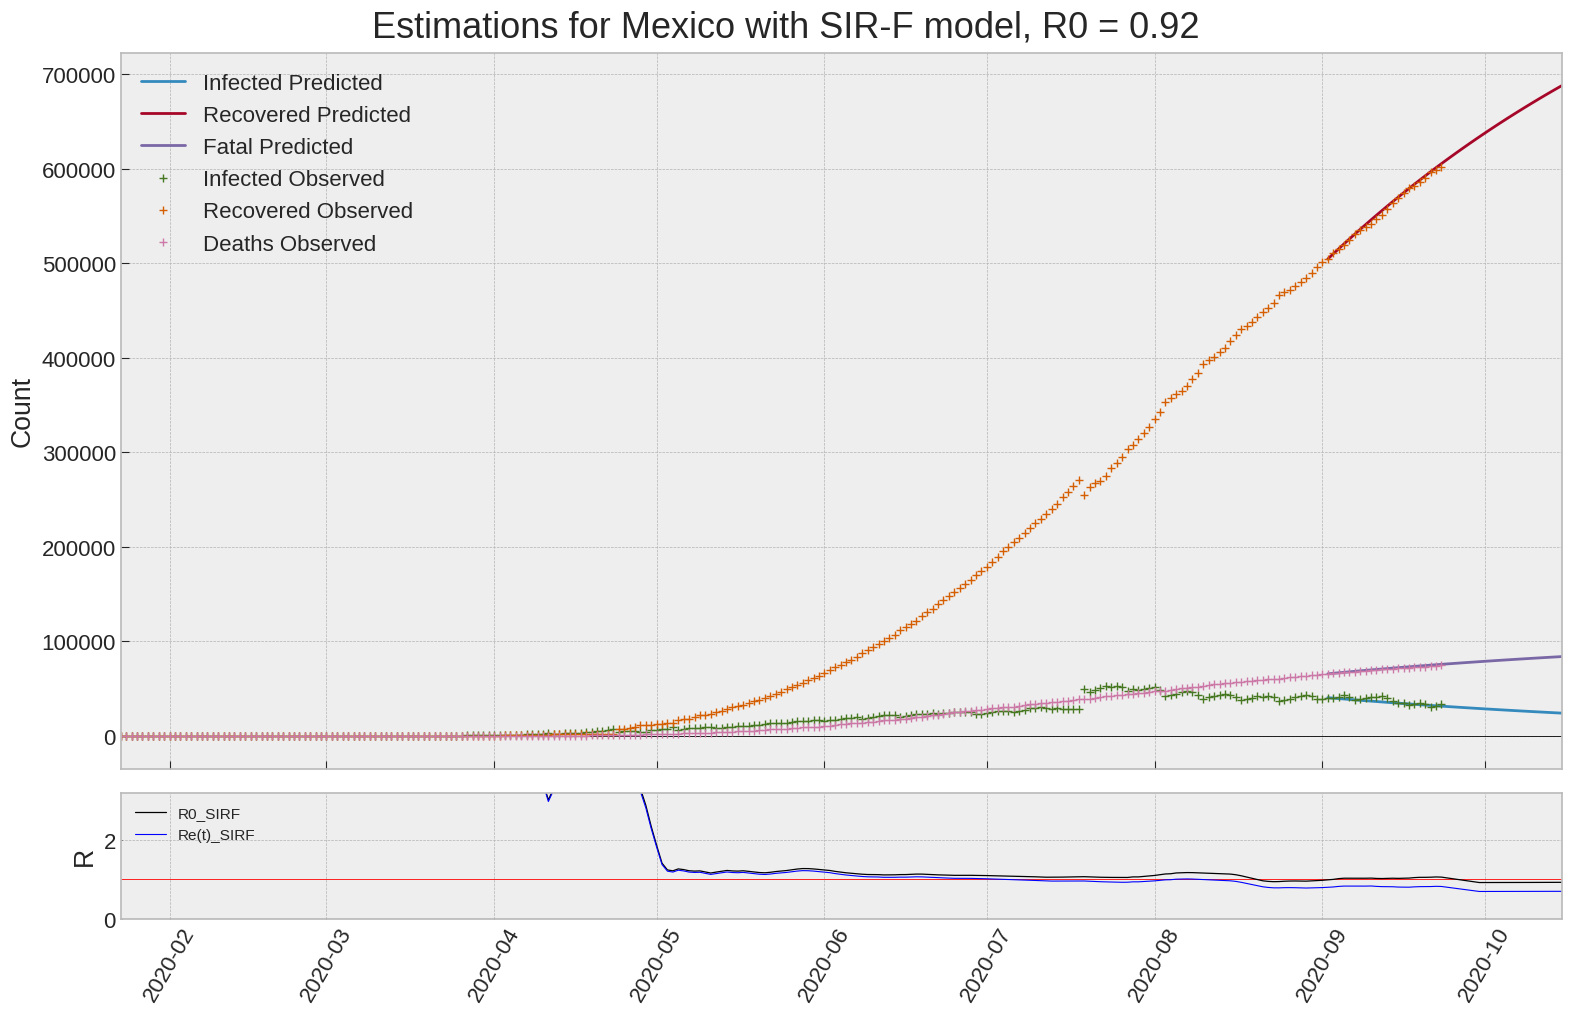 Estimations for Mexico with SIR-F model, R0 = 0.92
Count
700000
600000
500000
400000
300000
200000
100000
0
Infected Predicted
Recovered Predicted
Fatal Predicted
Infected Observed
Recovered Observed
Deaths Observed
R
2
0
R0_SIRF
Re(t)_SIRF
2020-02
2020-03
2020-04
2020-05
2020-06
2020-07
2020-08
2020-09
2020-10